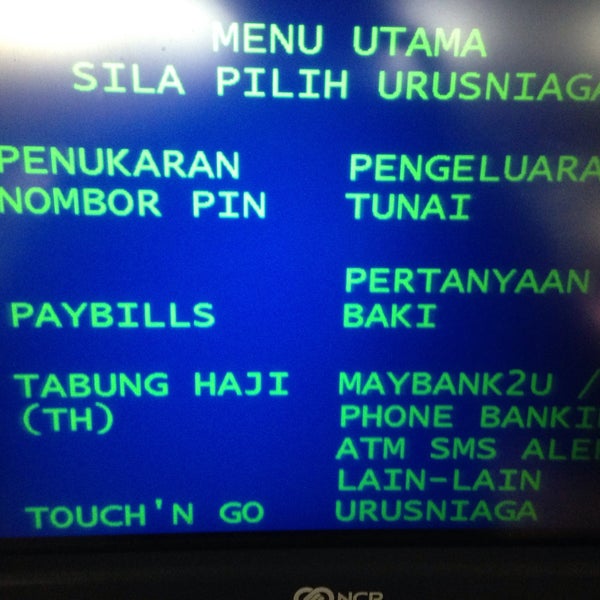 MENU UTAMA
SILA PILIH URUSNIAGA
PENUKARAN
NOMBOR PIN
PENGELUARA
TUNAI
PAYBILLS
PERTANYAAN
BAKI
TABUNG HAJI
(TH)
MAYBANK2U /
PHONE BANKI
ATM SMS ALE
TOUCH'N GO
LAIN-LAIN
URUSNIAGA
NCR